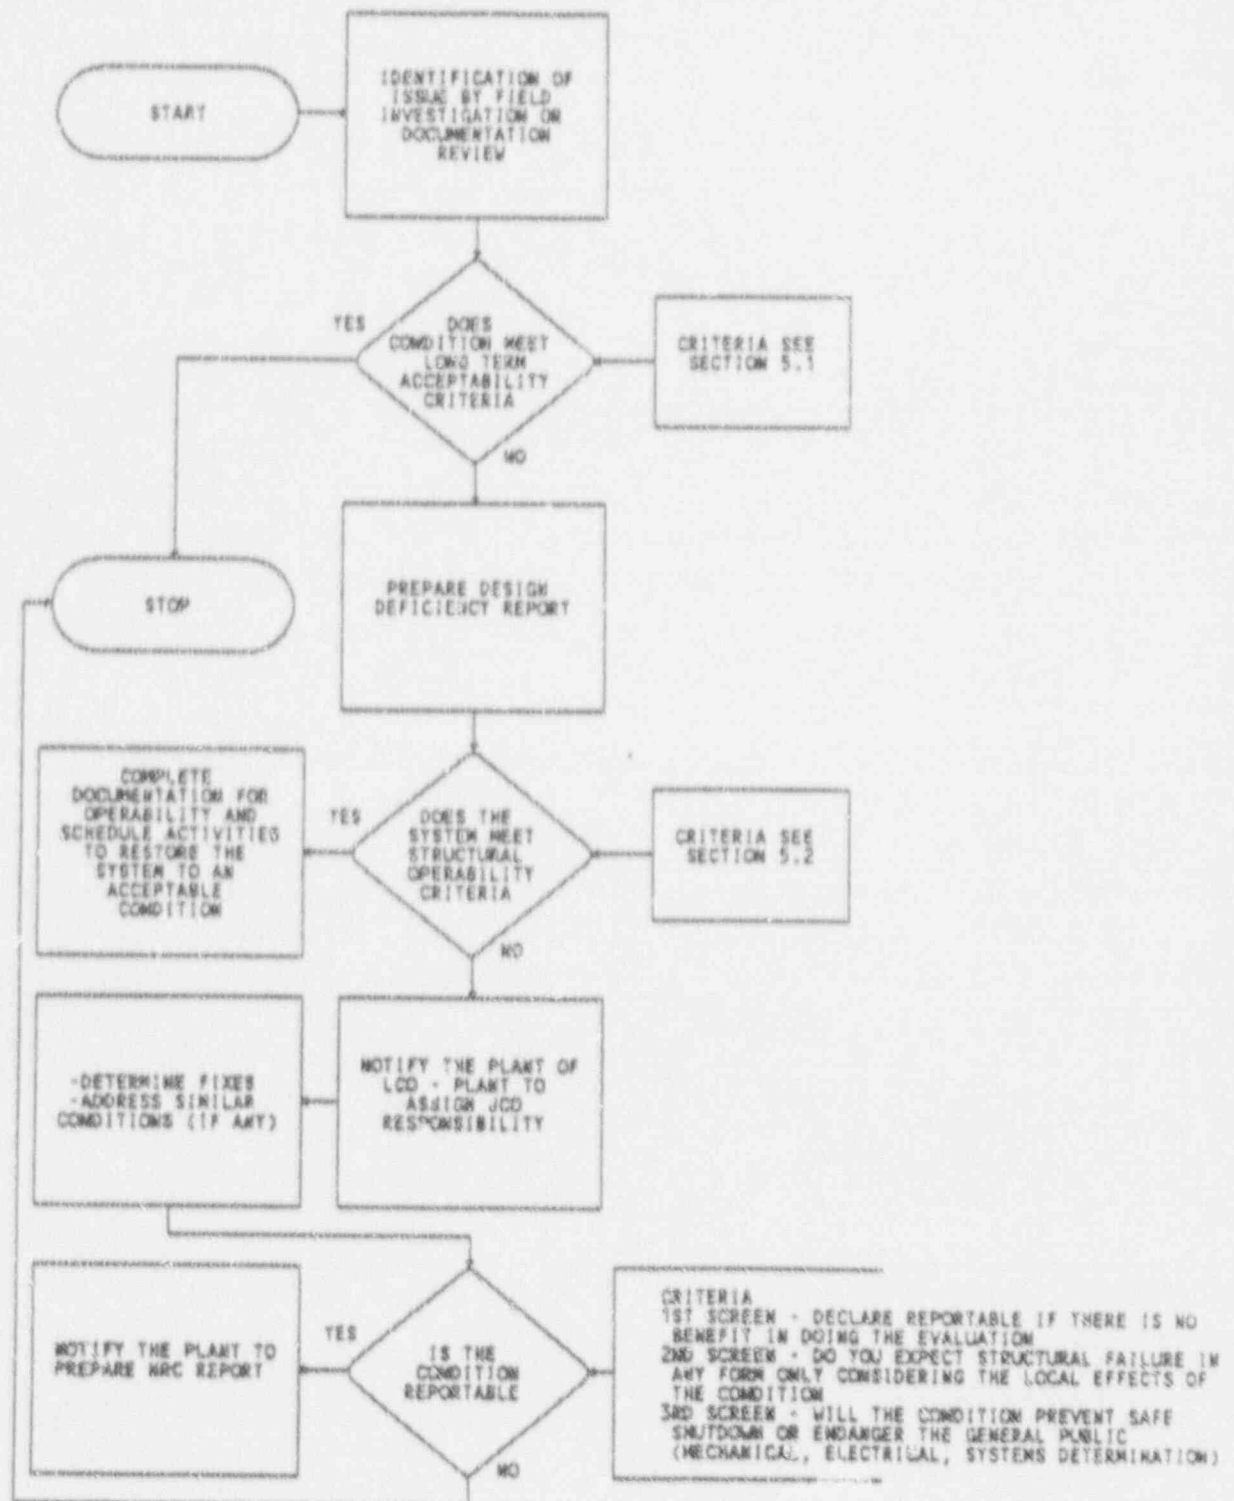 START
IDENTIFICATION OF
ISSUE BY FIELD
INVESTIGATION OR
DOCUMENTATION
REVIEW
YES
DOES
CONDITION MEET
LONG TERM
ACCEPTABILITY
CRITERIA
CRITERIA SEE
SECTION 5.1
NO
STOP
PREPARE DESIGN
DEFICIENCY REPORT
COMPLETE
DOCUMENTATION FOR
OPERABILITY AND
SCHEDULE ACTIVITIES
TO RESTORE THE
SYSTEM TO AN
ACCEPTABLE
CONDITION
YES
DOES THE
SYSTEM MEET
STRUCTURAL
OPERABILITY
CRITERIA
CRITERIA SEE
SECTION 5.2
NO
-DETERMINE FIXES
-ADDRESS SIMILAR
CONDITIONS (IF ANY)
NOTIFY THE PLANT OF
LCO - PLANT TO
ASSIGN JCO
RESPONSIBILITY
NOTIFY THE PLANT TO
PREPARE NRC REPORT
YES
IS THE
CONDITION
REPORTABLE
NO
CRITERIA
1ST SCREEN - DECLARE REPORTABLE IF THERE IS NO
BENEFIT IN DOING THE EVALUATION
2ND SCREEN - DO YOU EXPECT STRUCTURAL FAILURE IN
ANY FORM ONLY CONSIDERING THE LOCAL EFFECTS OF
THE CONDITION
3RD SCREEN - WILL THE CONDITION PREVENT SAFE
SHUTDOWN OR ENDANGER THE GENERAL PUBLIC
(MECHANICAL, ELECTRICAL, SYSTEMS DETERMINATION)